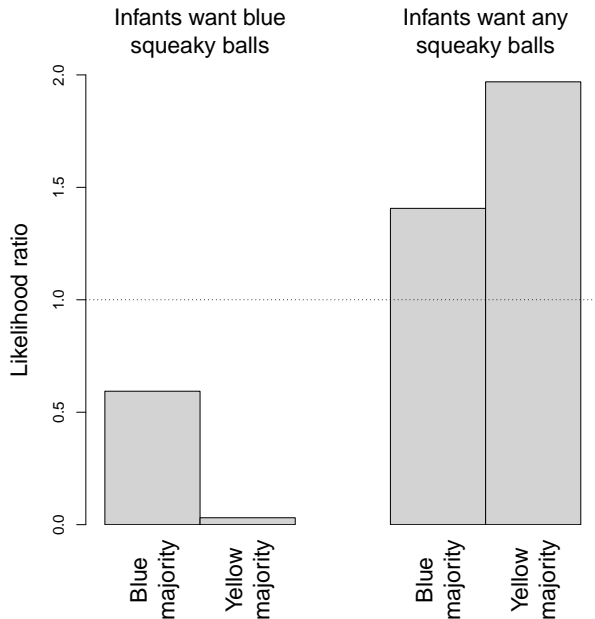 Infants want blue
squeaky balls
Infants want any
squeaky balls
Likelihood ratio
2.0
1.5
1.0
0.5
0.0
Blue
majority
Yellow
majority
Blue
majority
Yellow
majority